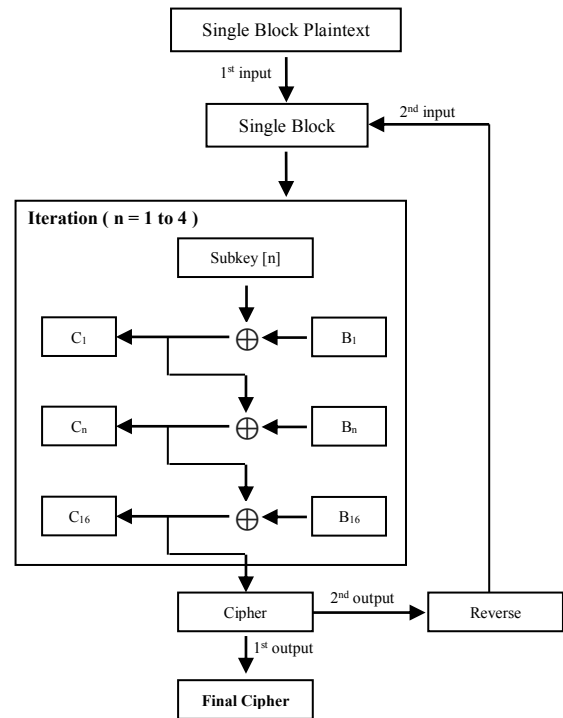 Single Block Plaintext
1st input
2nd input
Single Block
Iteration ( n = 1 to 4 )
Subkey [n]
C1
B1
Cn
Bn
C16
B16
Cipher
2nd output
Reverse
1st output
Final Cipher